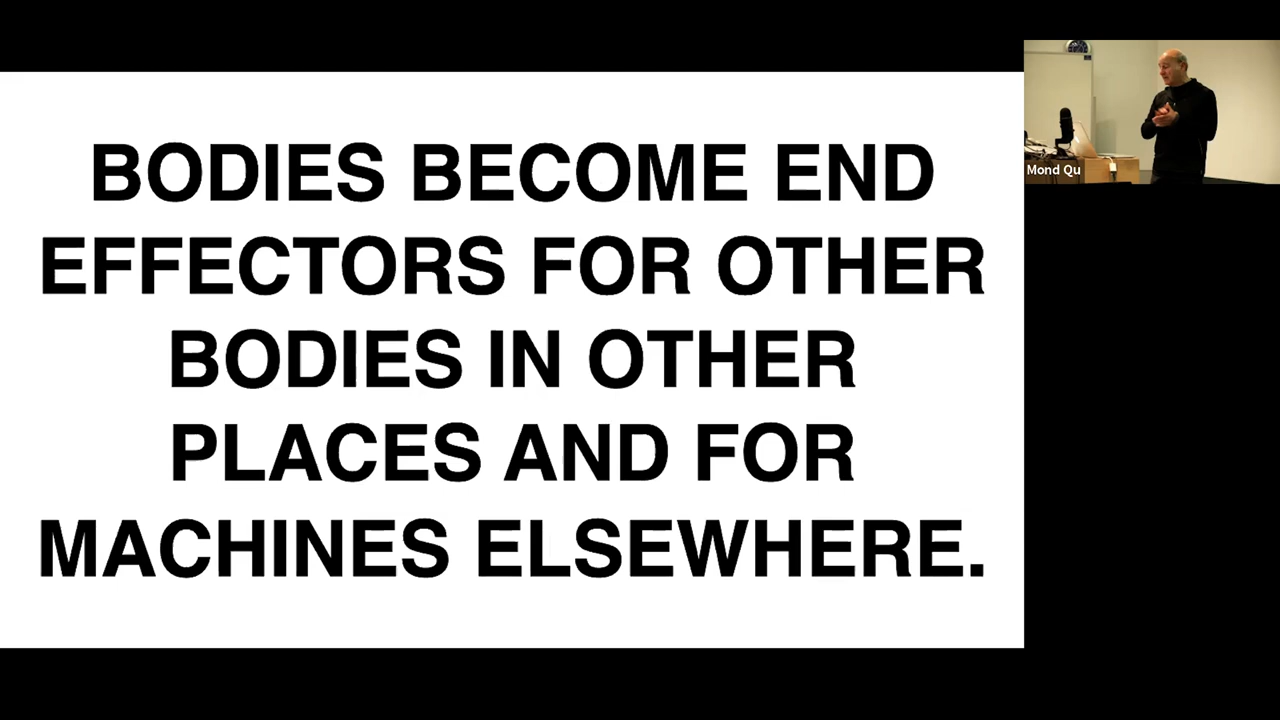 BODIES BECOME END
EFFECTORS FOR OTHER
BODIES IN OTHER
PLACES AND FOR
MACHINES ELSEWHERE.
Mond Qu